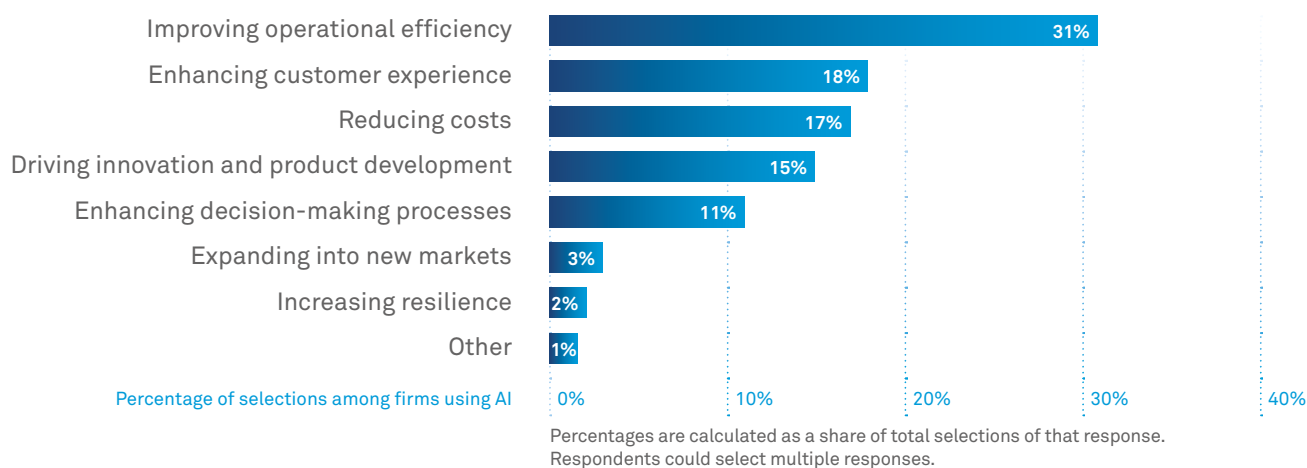 Improving operational efficiency 31%
Enhancing customer experience 18%
Reducing costs 17%
Driving innovation and product development 15%
Enhancing decision-making processes 11%
Expanding into new markets 3%
Increasing resilience 2%
Other 1%
Percentage of selections among firms using AI 0% 10% 20% 30% 40%
Percentages are calculated as a share of total selections of that response.
Respondents could select multiple responses.